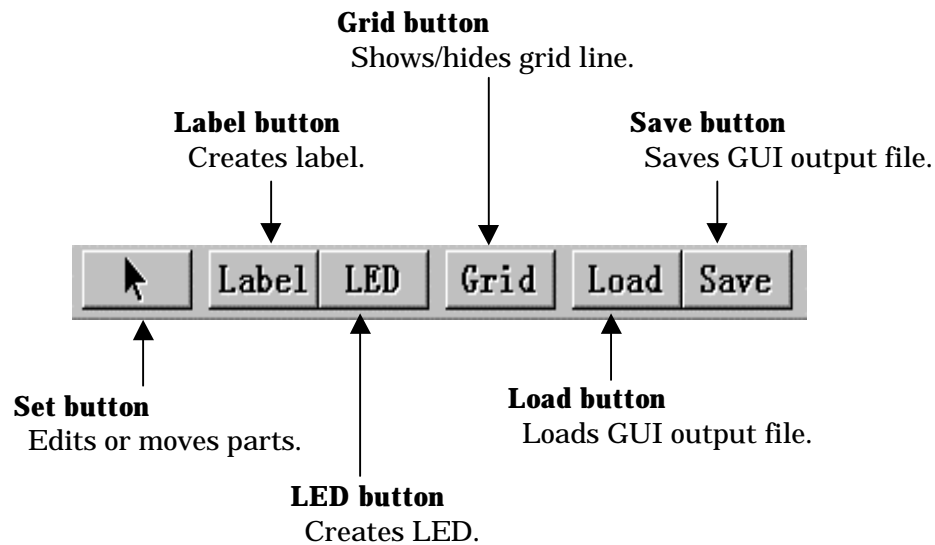 Grid button
Shows/hides grid line.
Label button
Creates label.
Save button
Saves GUI output file.
Label LED Grid Load Save
Set button
Edits or moves parts.
Load button
Loads GUI output file.
LED button
Creates LED.